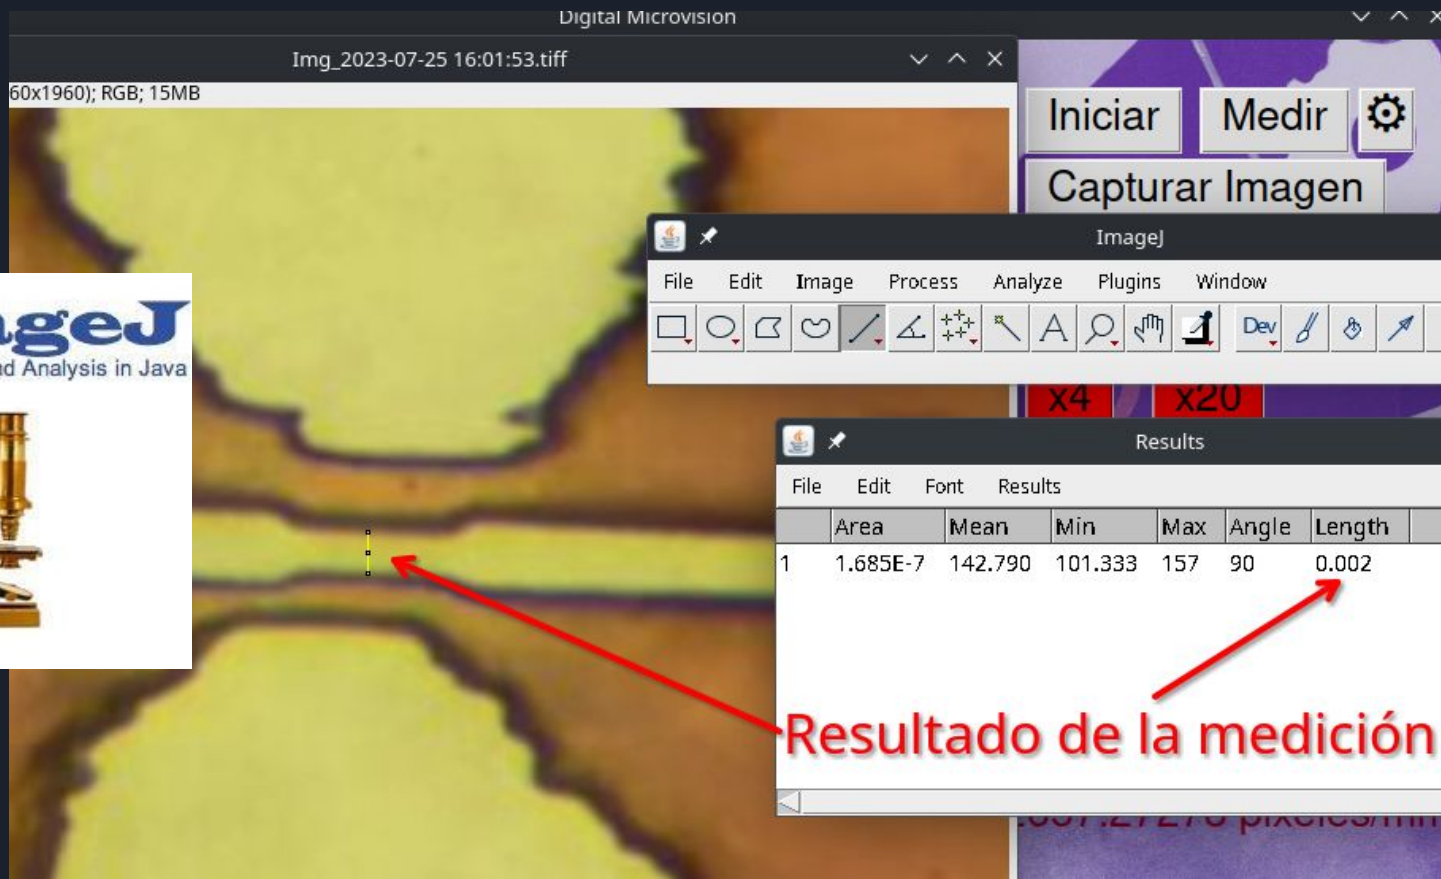 Digital Microvision
Img_2023-07-25 16:01:53.tiff
60x1960); RGB; 15MB
Iniciar Medir
Capturar Imagen
ImageJ
File Edit Image Process Analyze Plugins Window
Dev
ageJ
nd Analysis in Java
x4 x20
Results
File Edit Font Results
Area Mean Min Max Angle Length
1 1.685E-7 142.790 101.333 157 90 0.002
Resultado de la medición